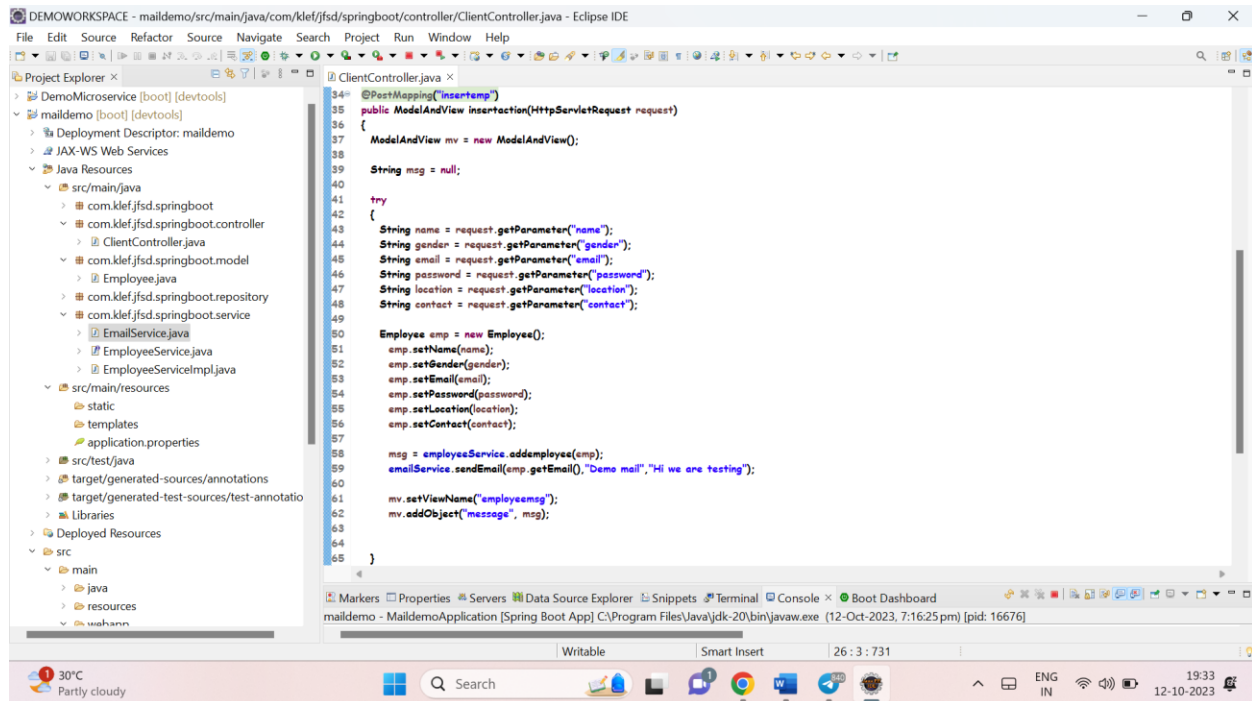 DEMOWORKSPACE - maildemo/src/main/java/com/klef/jfsd/springboot/controller/ClientController.java - Eclipse IDE
File Edit Source Refactor Source Navigate Search Project Run Window Help
Project Explorer ×
DemoMicroservice [boot] [devtools]
maildemo [boot] [devtools]
Deployment Descriptor: maildemo
JAX-WS Web Services
Java Resources
src/main/java
com.klef.jfsd.springboot
com.klef.jfsd.springboot.controller
ClientController.java
com.klef.jfsd.springboot.model
Employee.java
com.klef.jfsd.springboot.repository
com.klef.jfsd.springboot.service
EmailService.java
EmployeeService.java
EmployeeServiceImpl.java
src/main/resources
static
templates
application.properties
src/test/java
target/generated-sources/annotations
target/generated-test-sources/test-annotatio
Libraries
Deployed Resources
src
main
java
resources
webapp
ClientController.java ×
34 @PostMapping("insertemp")
35 public ModelAndView insertaction(HttpServletRequest request)
36 {
37 ModelAndView mv = new ModelAndView();
38
39 String msg = null;
40
41 try
42 {
43 String name = request.getParameter("name");
44 String gender = request.getParameter("gender");
45 String email = request.getParameter("email");
46 String password = request.getParameter("password");
47 String location = request.getParameter("location");
48 String contact = request.getParameter("contact");
49
50 Employee emp = new Employee();
51 emp.setName(name);
52 emp.setGender(gender);
53 emp.setEmail(email);
54 emp.setPassword(password);
55 emp.setLocation(location);
56 emp.setContact(contact);
57
58 msg = employeeService.addemployee(emp);
59 emailService.sendEmail(emp.getEmail(),"Demo mail","Hi we are testing");
60
61 mv.setViewName("employeemsg");
62 mv.addObject("message", msg);
63
64
65 }
Markers Properties Servers Data Source Explorer Snippets Terminal Console × Boot Dashboard
maildemo - MaildemoApplication [Spring Boot App] C:\Program Files\Java\jdk-20\bin\javaw.exe (12-Oct-2023, 7:16:25 pm) [pid: 16676]
Writable Smart Insert 26 : 3 : 731
1 30°C
Partly cloudy
Search
840
ENG
IN
19:33
12-10-2023